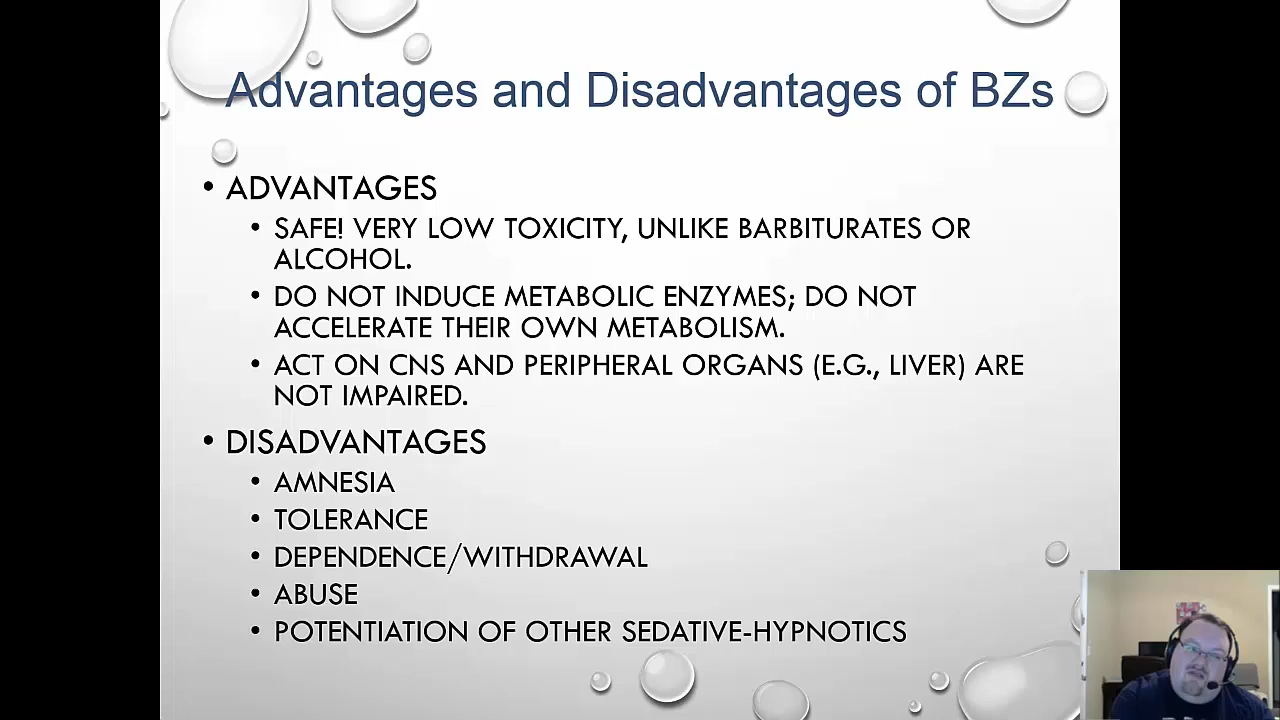 Advantages and Disadvantages of BZs
• ADVANTAGES
• SAFE! VERY LOW TOXICITY, UNLIKE BARBITURATES OR
ALCOHOL.
• DO NOT INDUCE METABOLIC ENZYMES; DO NOT
ACCELERATE THEIR OWN METABOLISM.
• ACT ON CNS AND PERIPHERAL ORGANS (E.G., LIVER) ARE
NOT IMPAIRED.
• DISADVANTAGES
• AMNESIA
• TOLERANCE
• DEPENDENCE/WITHDRAWAL
• ABUSE
• POTENTIATION OF OTHER SEDATIVE-HYPNOTICS